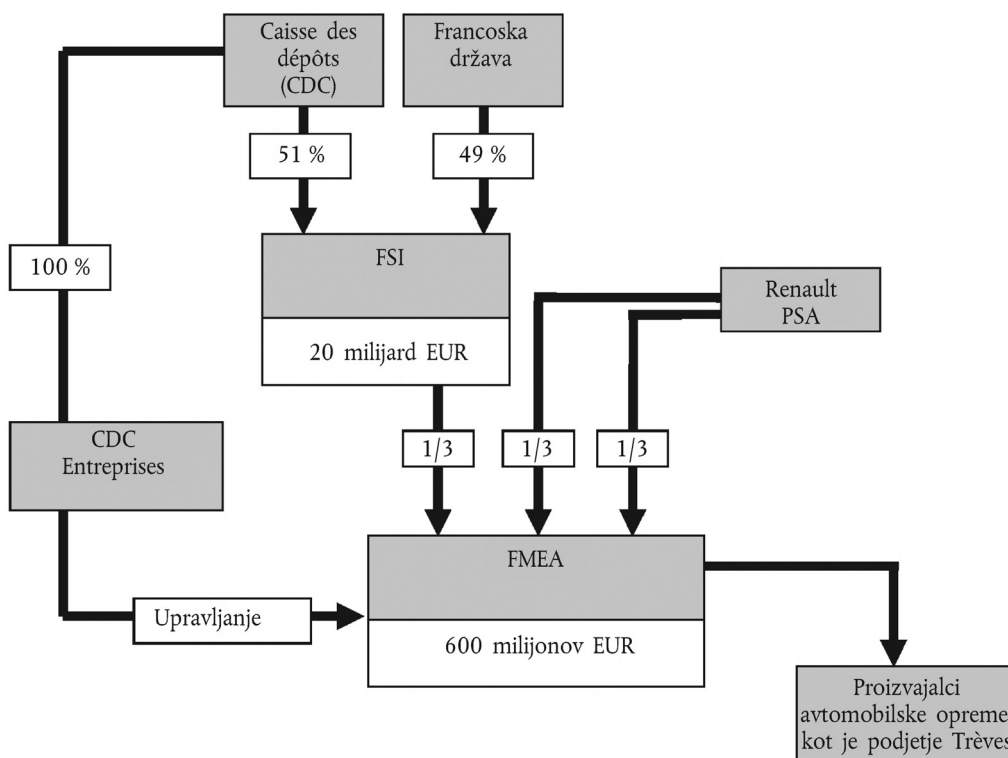 Caisse des
dépôts
(CDC)
Francoska
država
51 %
49 %
100 %
FSI
20 milijard EUR
Renault
PSA
CDC
Entreprises
1/3
1/3
1/3
FMEA
600 milijonov EUR
Upravljanje
Proizvajalci
avtomobilske opreme
kot je podjetje Trèves